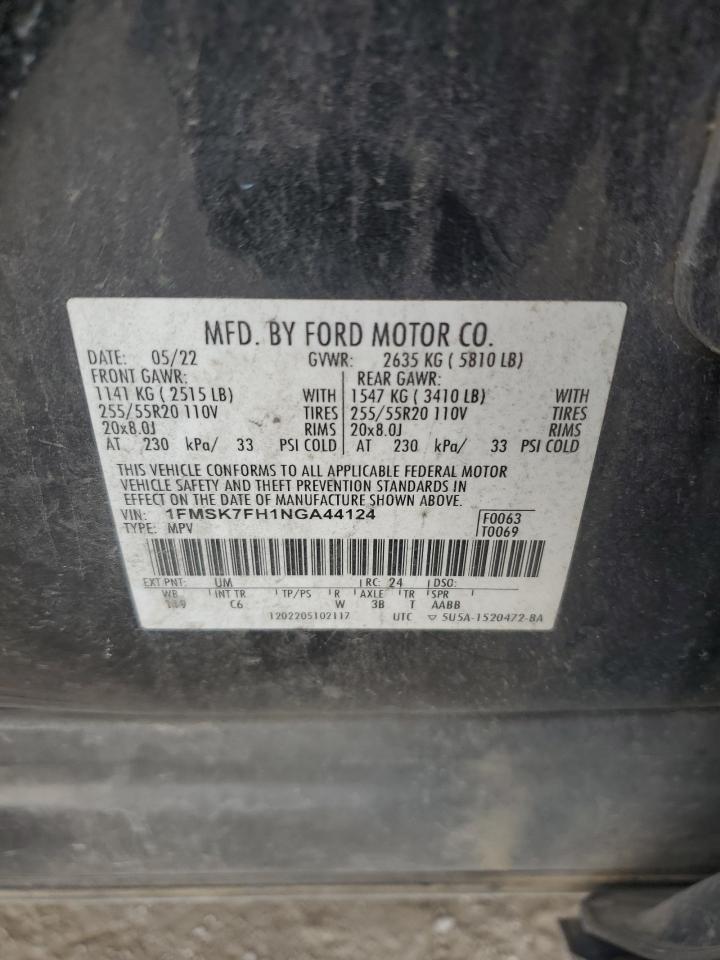 MFD. BY FORD MOTOR CO.
DATE: 05/22 GVWR: 2635 KG ( 5810 LB)
FRONT GAWR: REAR GAWR:
1141 KG ( 2515 LB) WITH 1547 KG ( 3410 LB) WITH
255/55R20 110V TIRES 255/55R20 110V TIRES
20x8.0J RIMS 20x8.0J RIMS
AT 230 kPa/ 33 PSI COLD AT 230 kPa/ 33 PSI COLD
THIS VEHICLE CONFORMS TO ALL APPLICABLE FEDERAL MOTOR
VEHICLE SAFETY AND THEFT PREVENTION STANDARDS IN
EFFECT ON THE DATE OF MANUFACTURE SHOWN ABOVE.
VIN: 1FMSK7FH1NGA44124 F0063
TYPE: MPV T0069
EXT PNT: UM RC: 24 DSO:
WB INT TR TP/PS R AXLE TR SPR
119 C6 W 3B T AABB
1202205102117 UTC ▽ 5U5A-1520472-BA